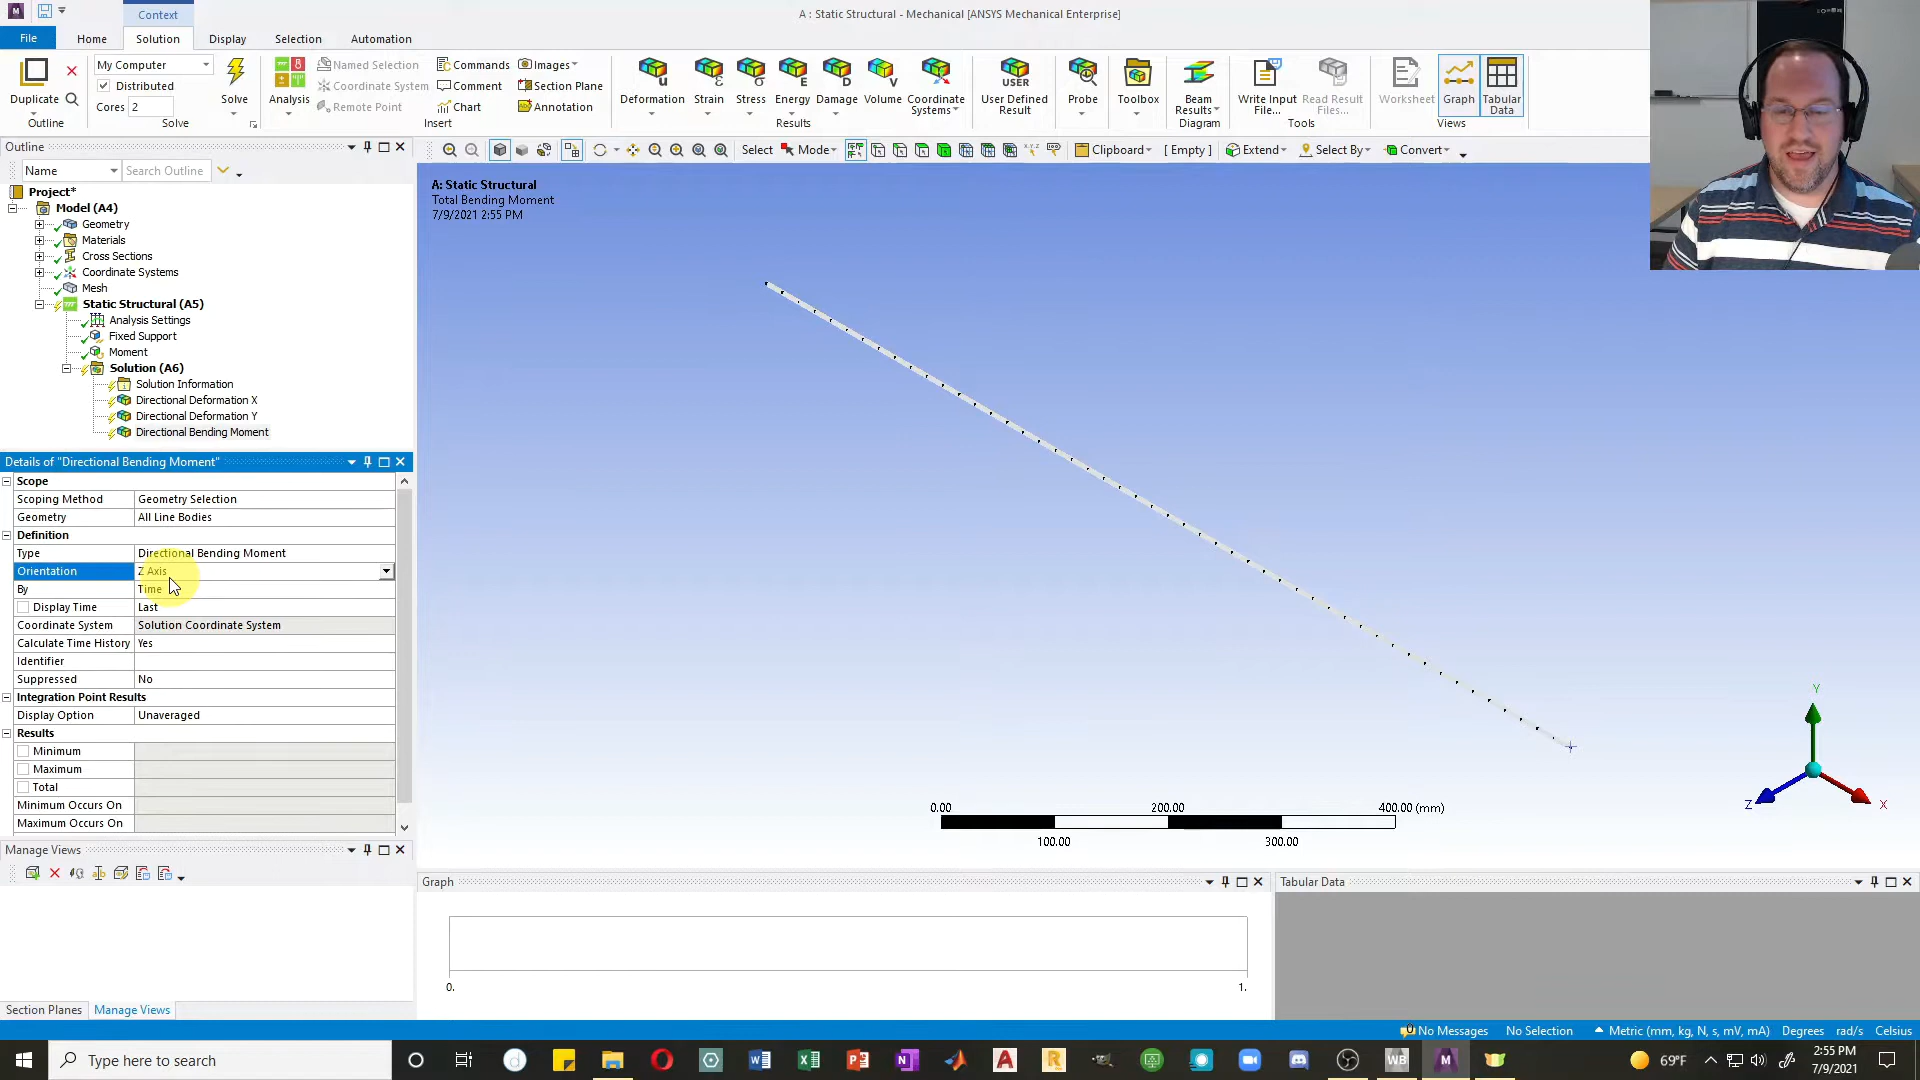 Context
A : Static Structural - Mechanical [ANSYS Mechanical Enterprise]
File Home Solution Display Selection Automation
Duplicate
Outline
My Computer
Distributed
Cores 2
Solve
Solve
Analysis
Named Selection
Coordinate System
Remote Point
Commands
Comment
Chart
Images
Section Plane
Annotation
Insert
Deformation Strain Stress Energy Damage Volume Coordinate Systems
User Defined Result
Results
Probe
Toolbox
Beam Results
Diagram
Write Input File...
Read Result Files...
Tools
Worksheet Graph Tabular Data
Views
Outline
Name Search Outline
Select Mode Clipboard [ Empty ] Extend Select By Convert
Project*
Model (A4)
Geometry
Materials
Cross Sections
Coordinate Systems
Mesh
Static Structural (A5)
Analysis Settings
Fixed Support
Moment
Solution (A6)
Solution Information
Directional Deformation X
Directional Deformation Y
Directional Bending Moment
A: Static Structural
Total Bending Moment
7/9/2021 2:55 PM
Details of "Directional Bending Moment"
Scope
Scoping Method Geometry Selection
Geometry All Line Bodies
Definition
Type Directional Bending Moment
Orientation Z Axis
By Time
Display Time Last
Coordinate System Solution Coordinate System
Calculate Time History Yes
Identifier
Suppressed No
Integration Point Results
Display Option Unaveraged
Results
Minimum
Maximum
Total
Minimum Occurs On
Maximum Occurs On
Y
Z X
0.00 200.00 400.00 (mm)
100.00 300.00
Manage Views
Section Planes Manage Views
Graph
0. 1.
Tabular Data
No Messages No Selection Metric (mm, kg, N, s, mV, mA) Degrees rad/s Celsius
Type here to search
69°F
2:55 PM
7/9/2021